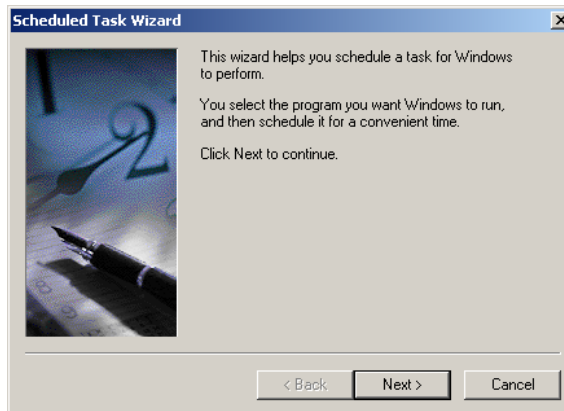 Scheduled Task Wizard
This wizard helps you schedule a task for Windows
to perform.
You select the program you want Windows to run,
and then schedule it for a convenient time.
Click Next to continue.
2
< Back
Next >
Cancel